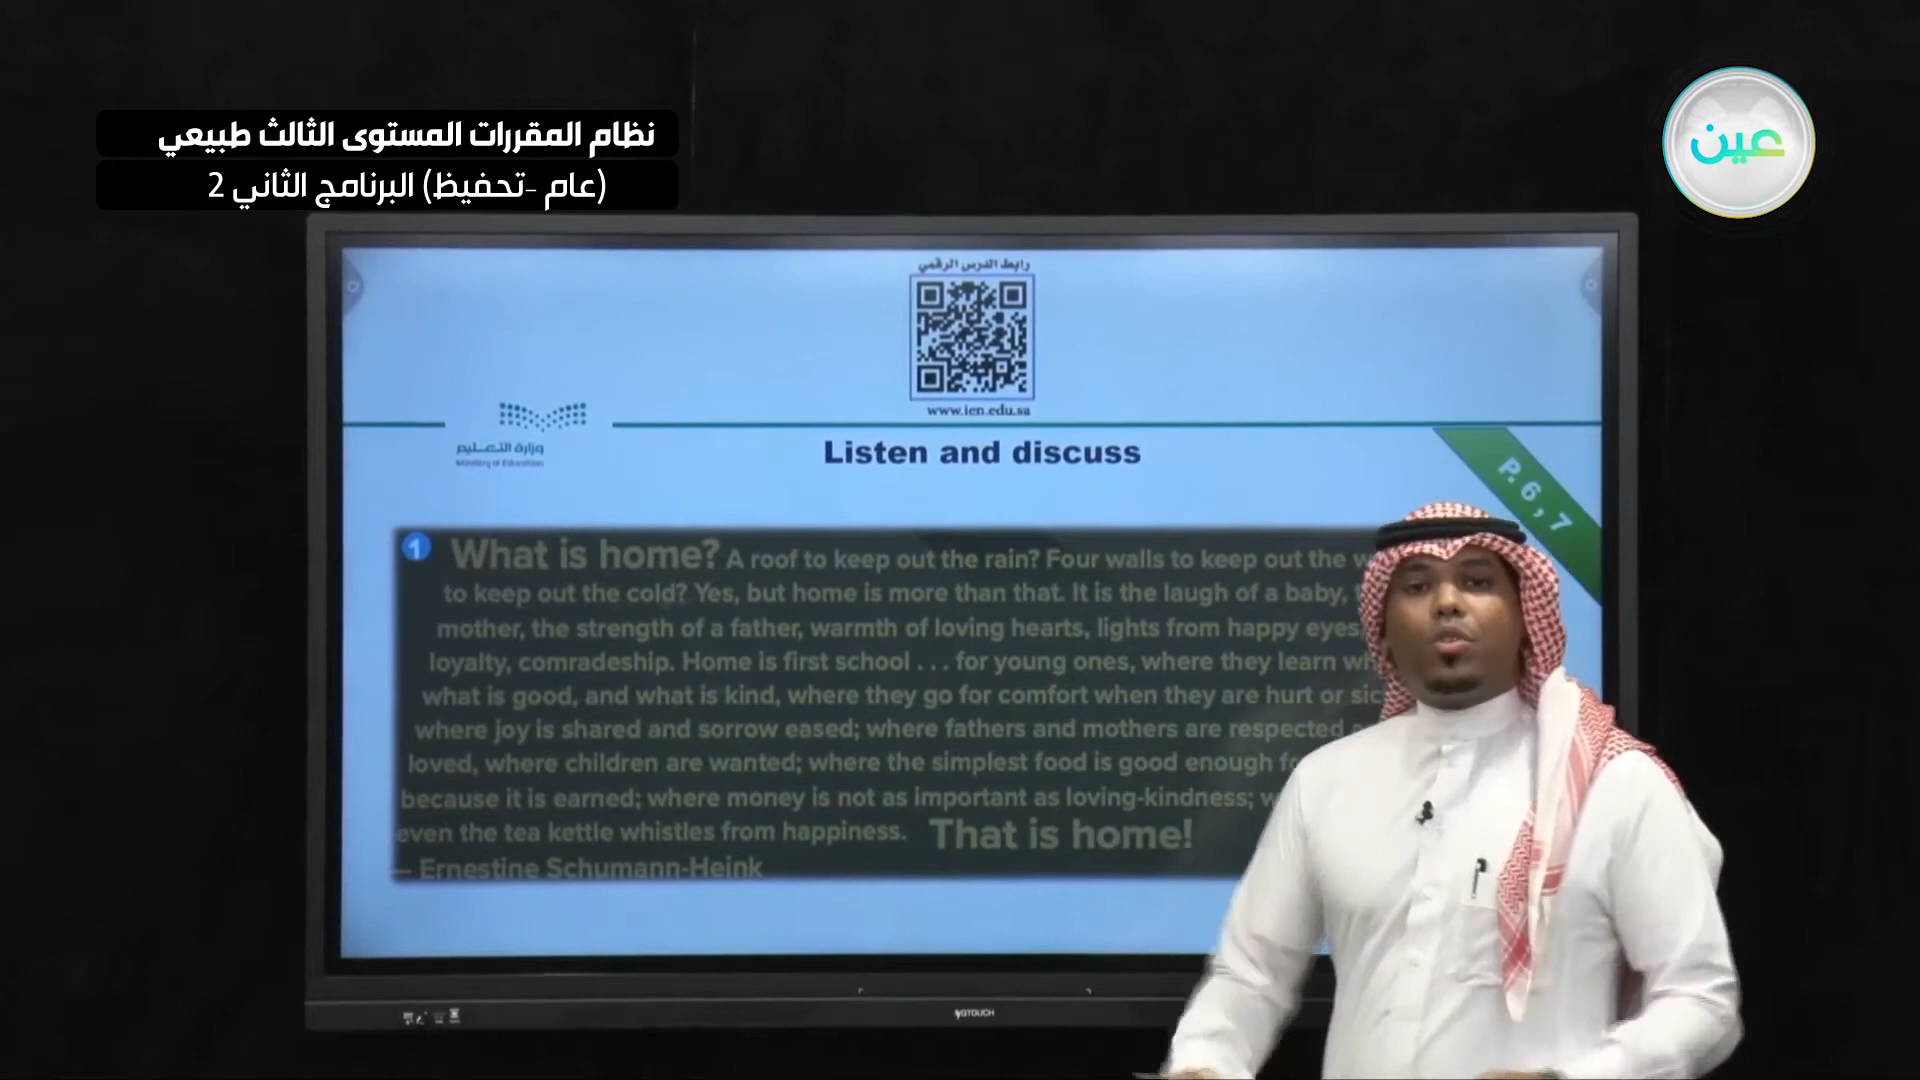 نظام المقررات المستوى الثالث طبيعي
(عام -تحفيظ) البرنامج الثاني 2
عين
رابط الدرس الرقمي
www.ien.edu.sa
وزارة التعليم
Ministry of Education
Listen and discuss
P. 6 , 7
1
What is home? A roof to keep out the rain? Four walls to keep out the
to keep out the cold? Yes, but home is more than that. It is the laugh of a baby,
mother, the strength of a father, warmth of loving hearts, lights from happy eyes
loyalty, comradeship. Home is first school . . . for young ones, where they learn
what is good, and what is kind, where they go for comfort when they are hurt or
where joy is shared and sorrow eased; where fathers and mothers are respected
loved, where children are wanted; where the simplest food is good enough
because it is earned; where money is not as important as loving-kindness;
even the tea kettle whistles from happiness. That is home!
— Ernestine Schumann-Heink